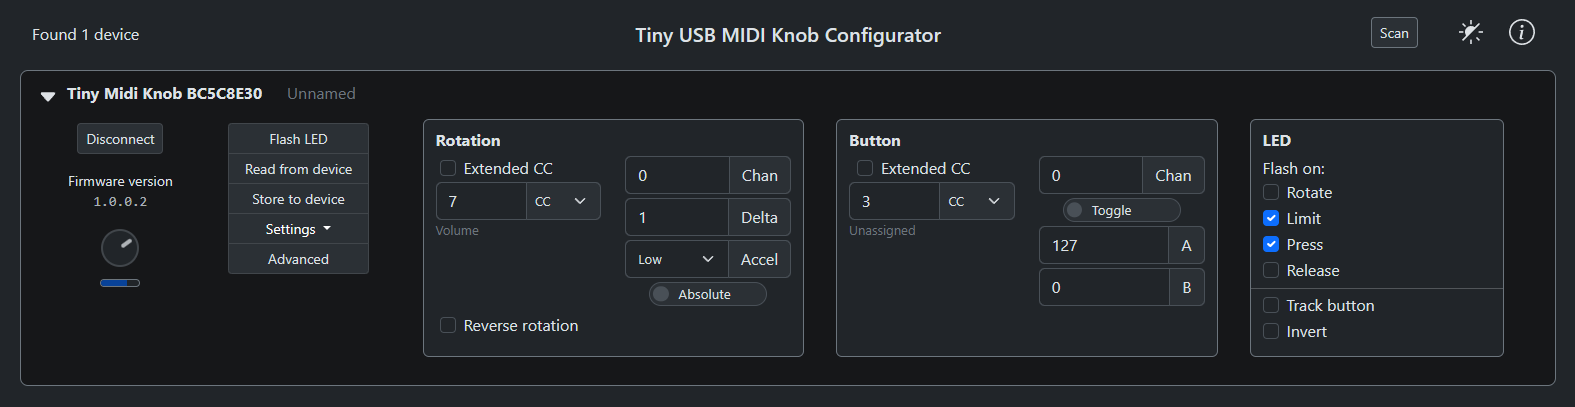 Found 1 device
Tiny USB MIDI Knob Configurator
Scan
Tiny Midi Knob BC5C8E30 Unnamed
Disconnect
Firmware version
1.0.0.2
Flash LED
Read from device
Store to device
Settings
Advanced
Rotation
Extended CC
7 CC
Volume
0 Chan
1 Delta
Low Accel
Absolute
Reverse rotation
Button
Extended CC
3 CC
Unassigned
0 Chan
Toggle
127 A
0 B
LED
Flash on:
Rotate
Limit
Press
Release
Track button
Invert